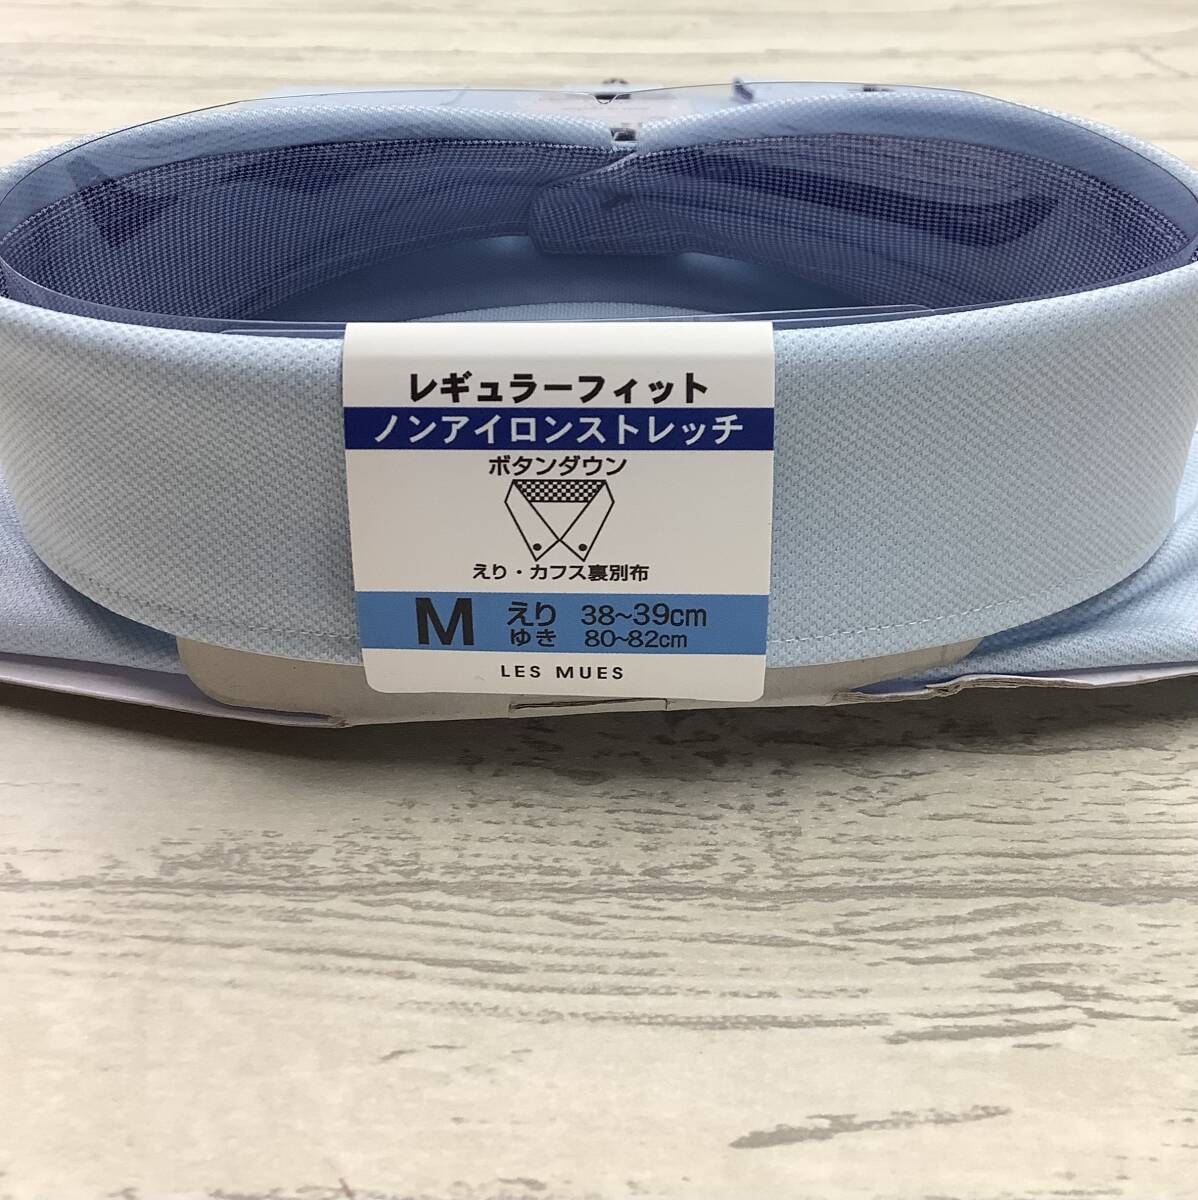 レギュラーフィット
ノンアイロンストレッチ
ボタンダウン
えり・カフス裏別布
M えり 38~39cm
ゆき 80~82cm
LES MUES